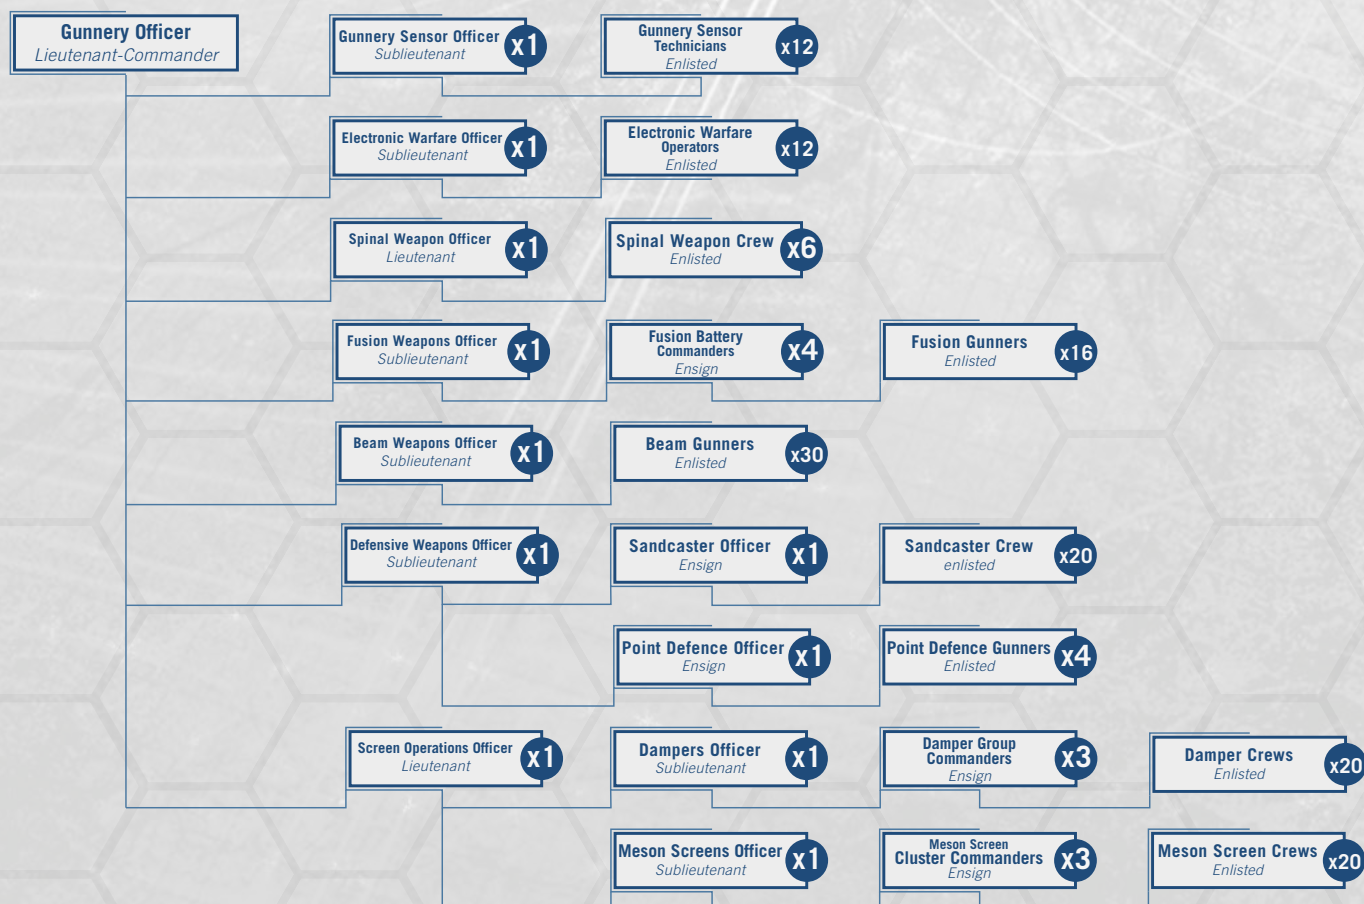 Gunnery Officer
Lieutenant-Commander
Gunnery Sensor Officer
Sublieutenant
x1
Gunnery Sensor
Technicians
Enlisted
x12
Electronic Warfare Officer
Sublieutenant
x1
Electronic Warfare
Operators
Enlisted
x12
Spinal Weapon Officer
Lieutenant
x1
Spinal Weapon Crew
Enlisted
x6
Fusion Weapons Officer
Sublieutenant
x1
Fusion Battery
Commanders
Ensign
x4
Fusion Gunners
Enlisted
x16
Beam Weapons Officer
Sublieutenant
x1
Beam Gunners
Enlisted
x30
Defensive Weapons Officer
Sublieutenant
x1
Sandcaster Officer
Ensign
x1
Sandcaster Crew
enlisted
x20
Point Defence Officer
Ensign
x1
Point Defence Gunners
Enlisted
x4
Screen Operations Officer
Lieutenant
x1
Dampers Officer
Sublieutenant
x1
Damper Group
Commanders
Ensign
x3
Damper Crews
Enlisted
x20
Meson Screens Officer
Sublieutenant
x1
Meson Screen
Cluster Commanders
Ensign
x3
Meson Screen Crews
Enlisted
x20